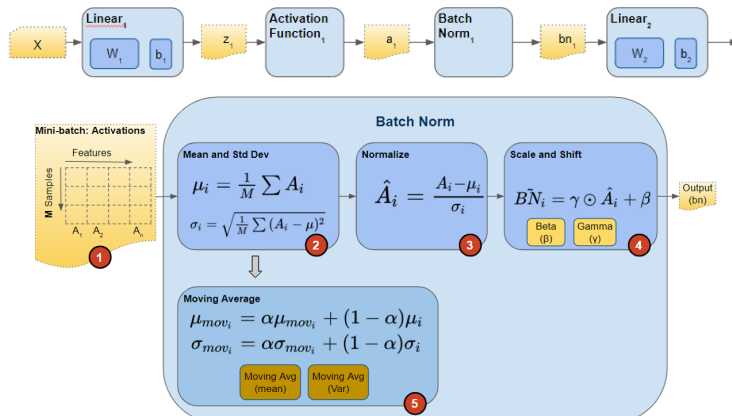 Linear₁
Activation
Function₁
Batch
Norm₁
Linear₂
X
W₁
b₁
z₁
a₁
bn₁
W₂
b₂
Batch Norm
Mini-batch: Activations
Features
M Samples
A₁ A₂ Aₙ
1
Mean and Std Dev
μᵢ = 1/M ∑ Aᵢ
σᵢ = √(1/M ∑ (Aᵢ − μ)²)
2
Normalize
Âᵢ = (Aᵢ−μᵢ)/σᵢ
3
Scale and Shift
BÑᵢ = γ ⊙ Âᵢ + β
Beta
(β)
Gamma
(γ)
4
Output
(bn)
Moving Average
μmovᵢ = αμmovᵢ + (1 − α)μᵢ
σmovᵢ = ασmovᵢ + (1 − α)σᵢ
Moving Avg
(mean)
Moving Avg
(Var)
5